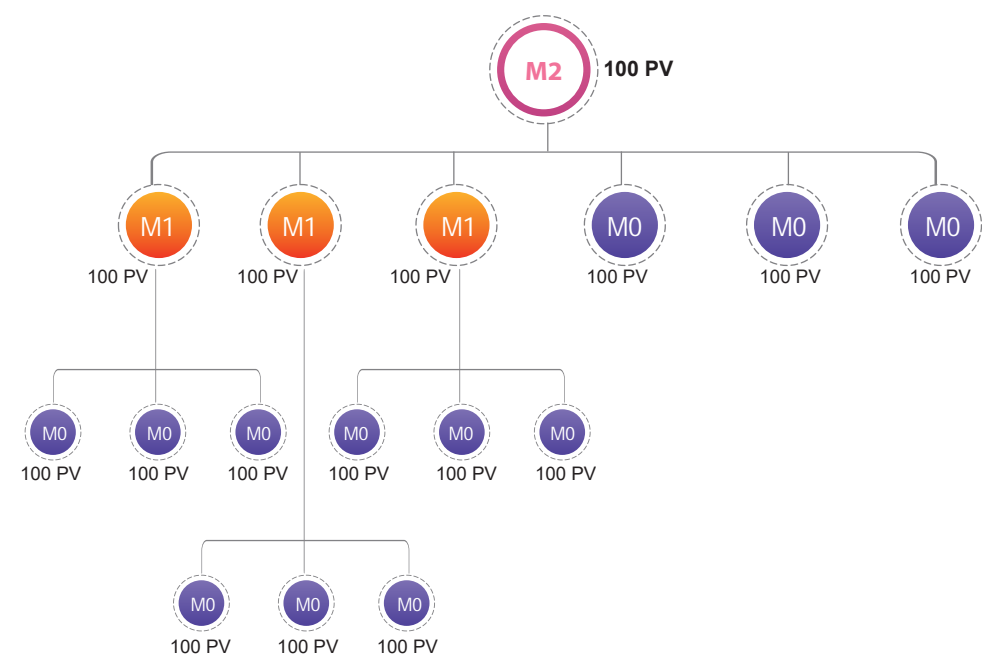 M2 100 PV
M1 M1 M1 M0 M0 M0
100 PV 100 PV 100 PV 100 PV 100 PV 100 PV
M0 M0 M0 M0 M0 M0
100 PV 100 PV 100 PV 100 PV 100 PV 100 PV
M0 M0 M0
100 PV 100 PV 100 PV